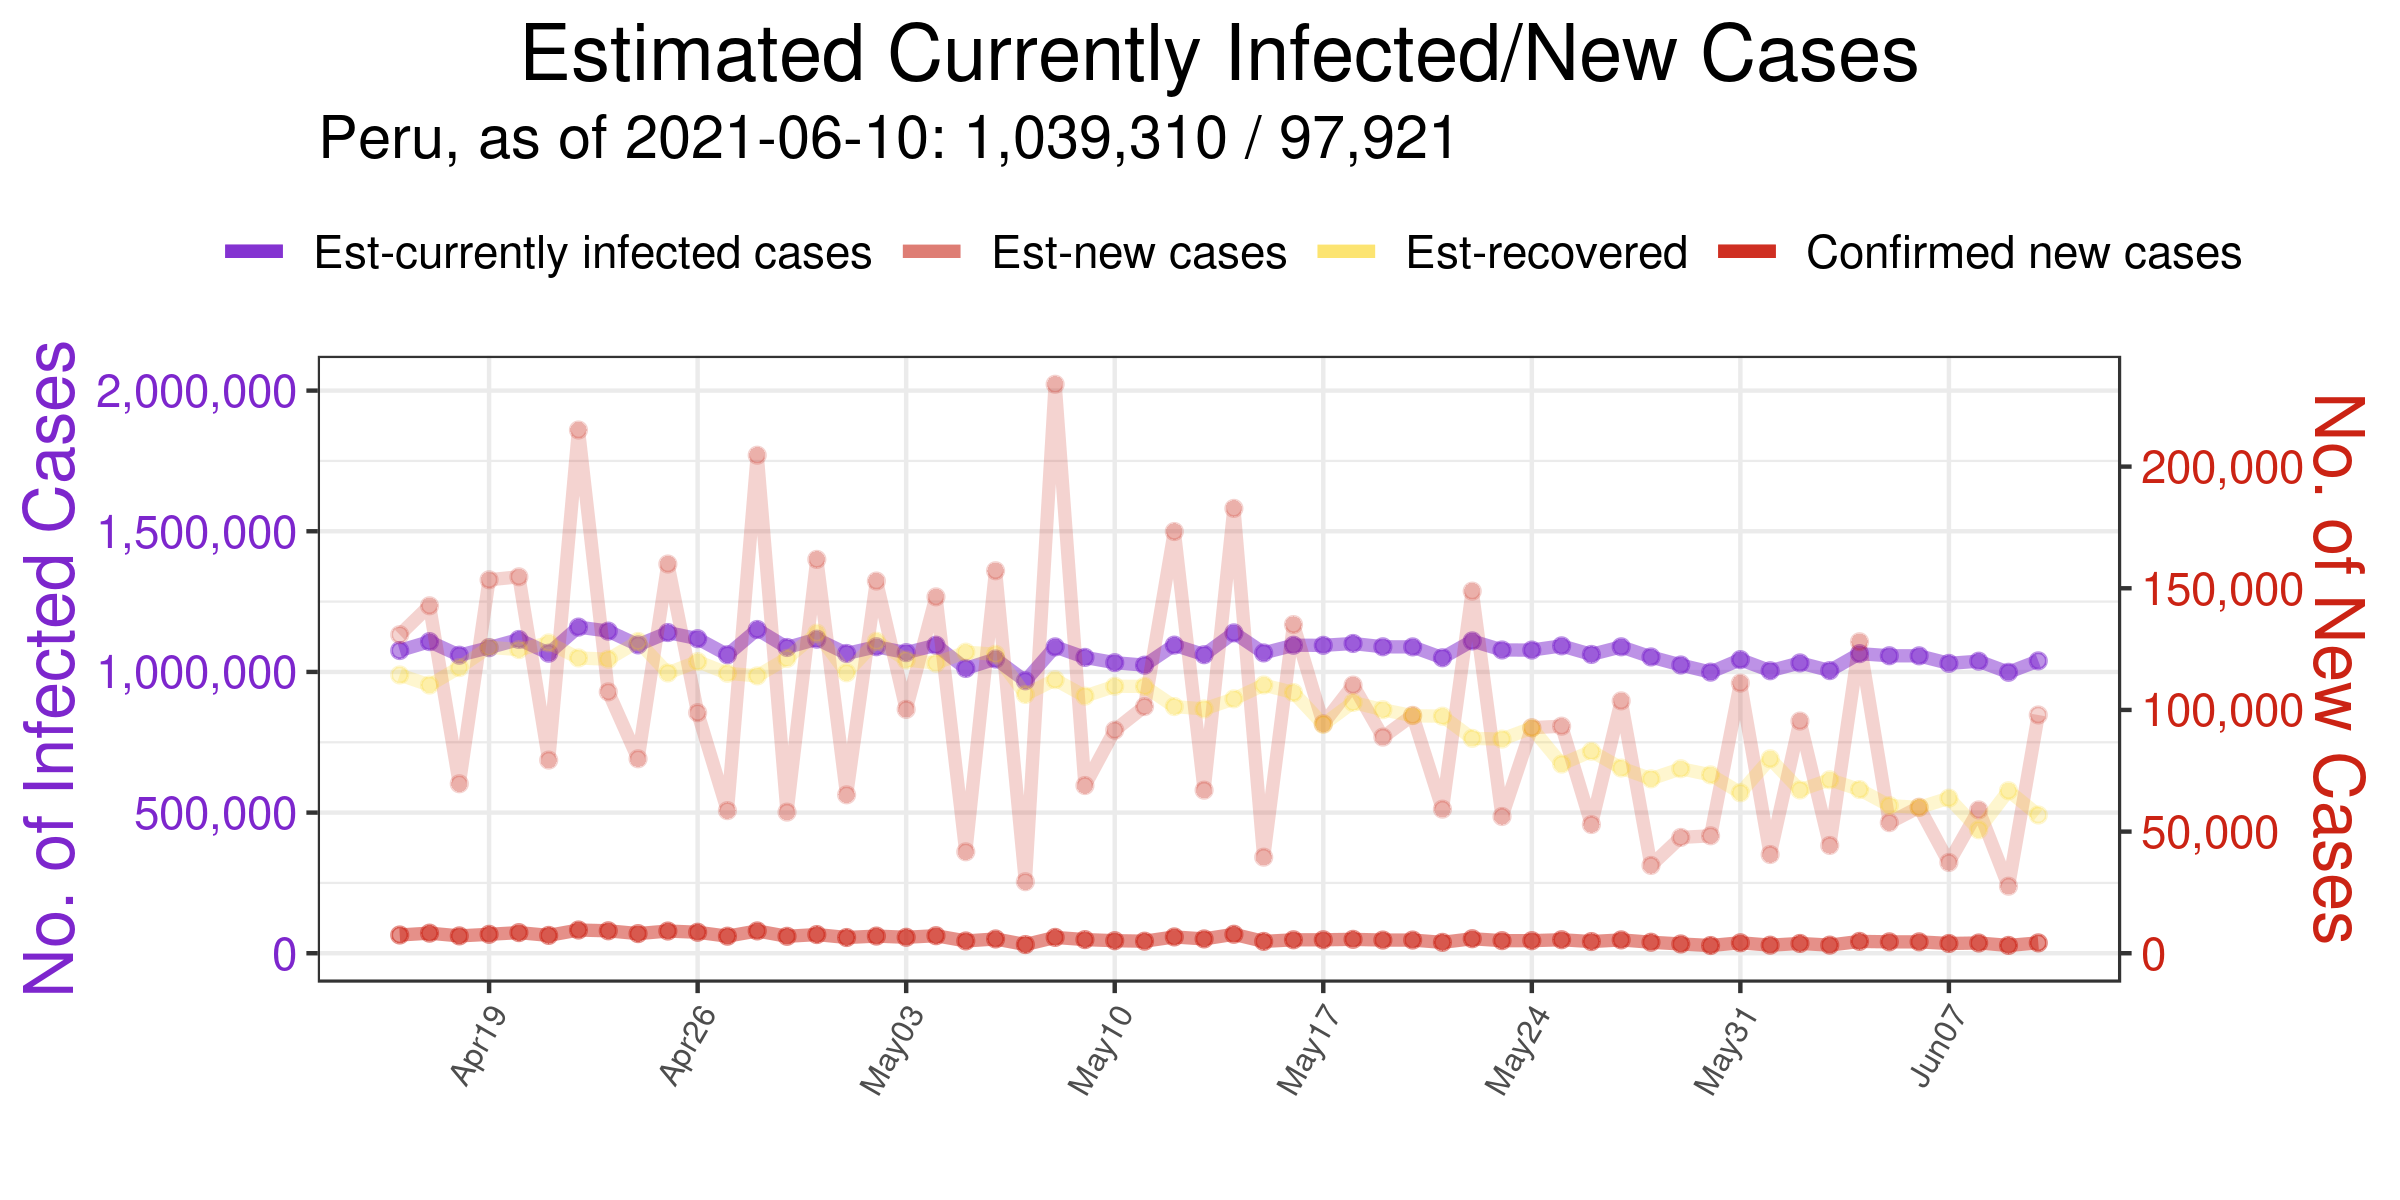 Estimated Currently Infected/New Cases
Peru, as of 2021-06-10: 1,039,310 / 97,921
Est-currently infected cases Est-new cases Est-recovered Confirmed new cases
No. of Infected Cases
2,000,000
1,500,000
1,000,000
500,000
0
No. of New Cases
200,000
150,000
100,000
50,000
0
Apr19 Apr26 May03 May10 May17 May24 May31 Jun07